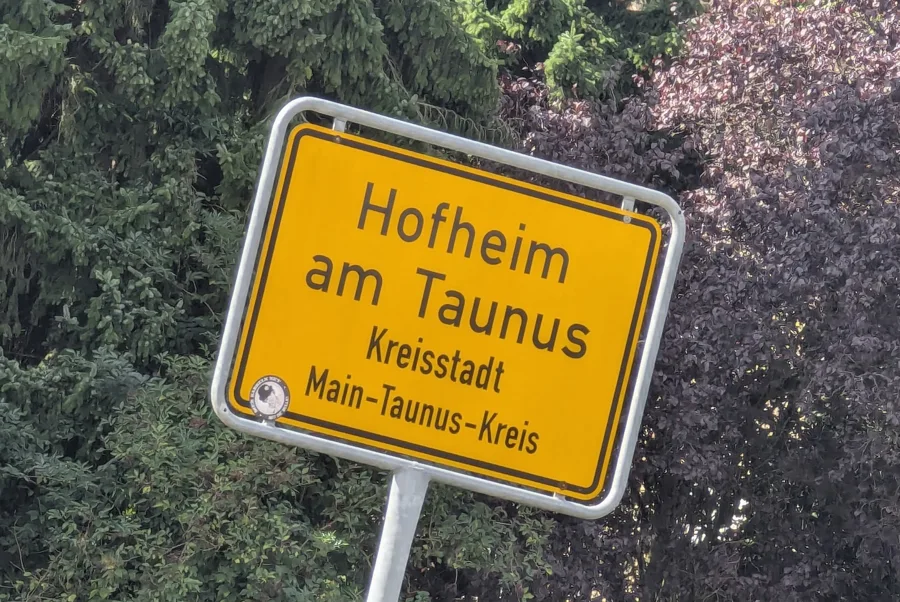 Hofheim
am Taunus
Kreisstadt
Main-Taunus-Kreis